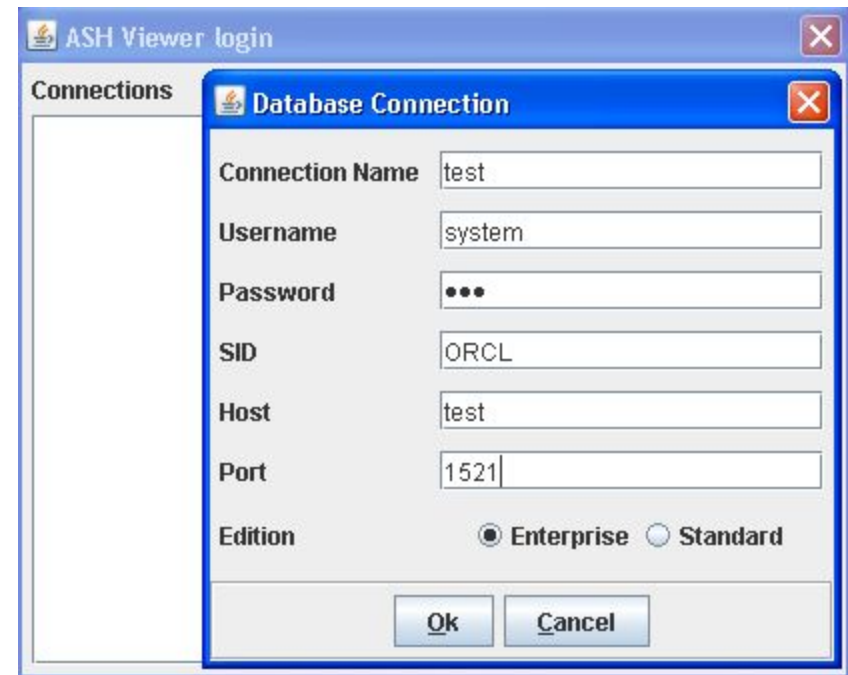 ASH Viewer login
Connections
Database Connection
Connection Name test
Username system
Password •••
SID ORCL
Host test
Port 1521
Edition Enterprise Standard
Ok Cancel